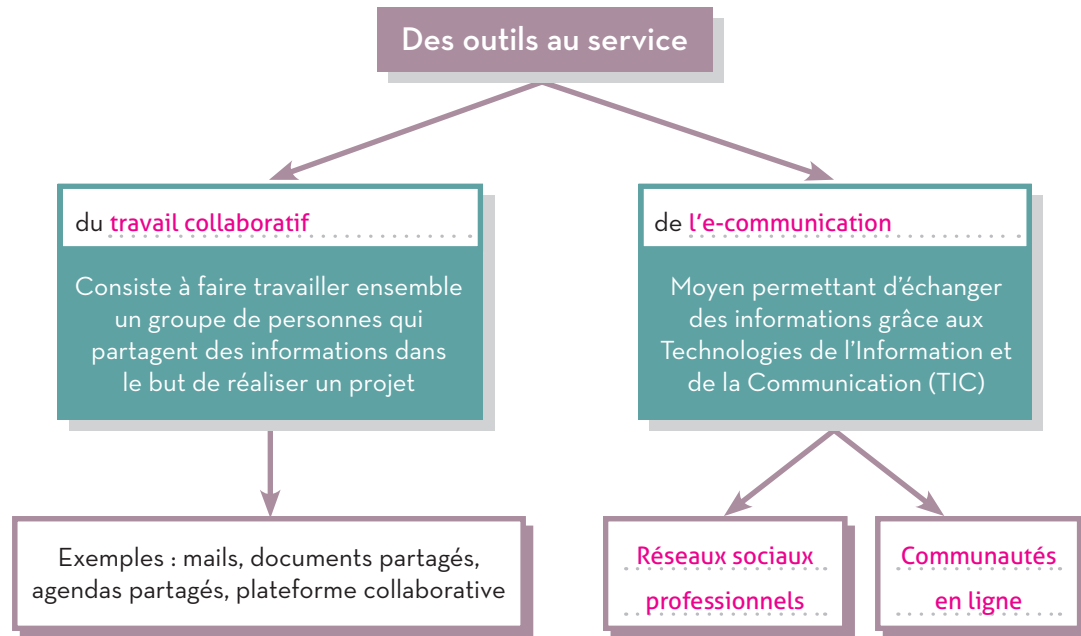 Des outils au service
du travail collaboratif
Consiste à faire travailler ensemble
un groupe de personnes qui
partagent des informations dans
le but de réaliser un projet
Exemples : mails, documents partagés,
agendas partagés, plateforme collaborative
de l'e-communication
Moyen permettant d'échanger
des informations grâce aux
Technologies de l'Information et
de la Communication (TIC)
Réseaux sociaux
professionnels
Communautés
en ligne